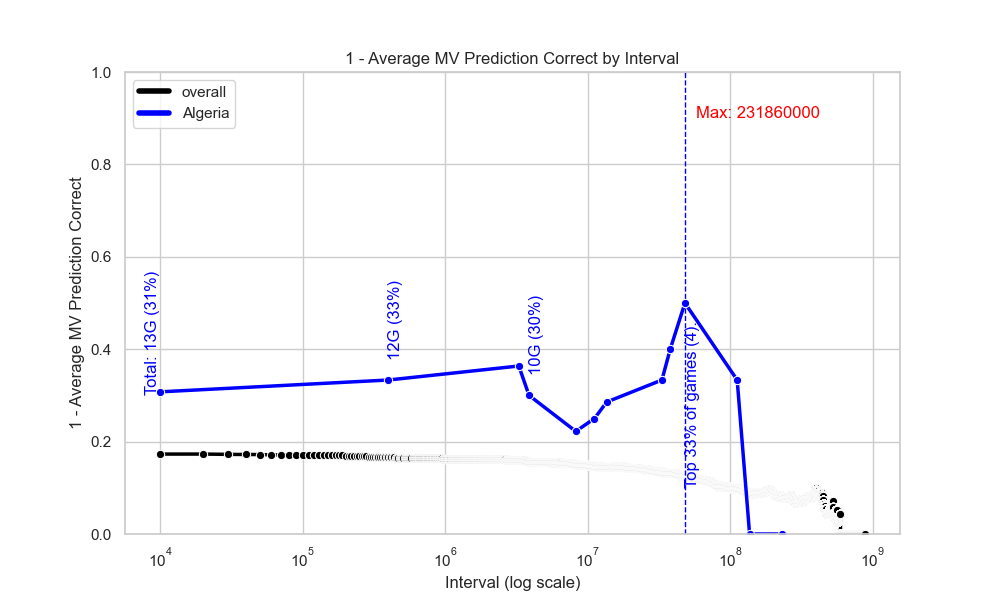 1 - Average MV Prediction Correct by Interval
1.0
0.8
0.6
0.4
0.2
0.0
1 - Average MV Prediction Correct
overall
Algeria
Max: 231860000
Total: 13G (31%)
12G (33%)
10G (30%)
Top 33% of games (4).
10^4
10^5
10^6
10^7
10^8
10^9
Interval (log scale)